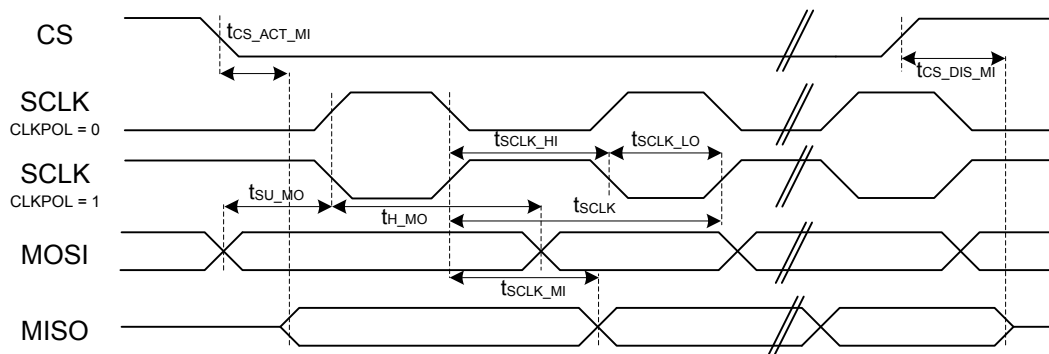 CS
tCS_ACT_MI
tCS_DIS_MI
SCLK
CLKPOL = 0
tSCLK_HI
tSCLK_LO
SCLK
CLKPOL = 1
tSU_MO
tH_MO
tSCLK
MOSI
tSCLK_MI
MISO